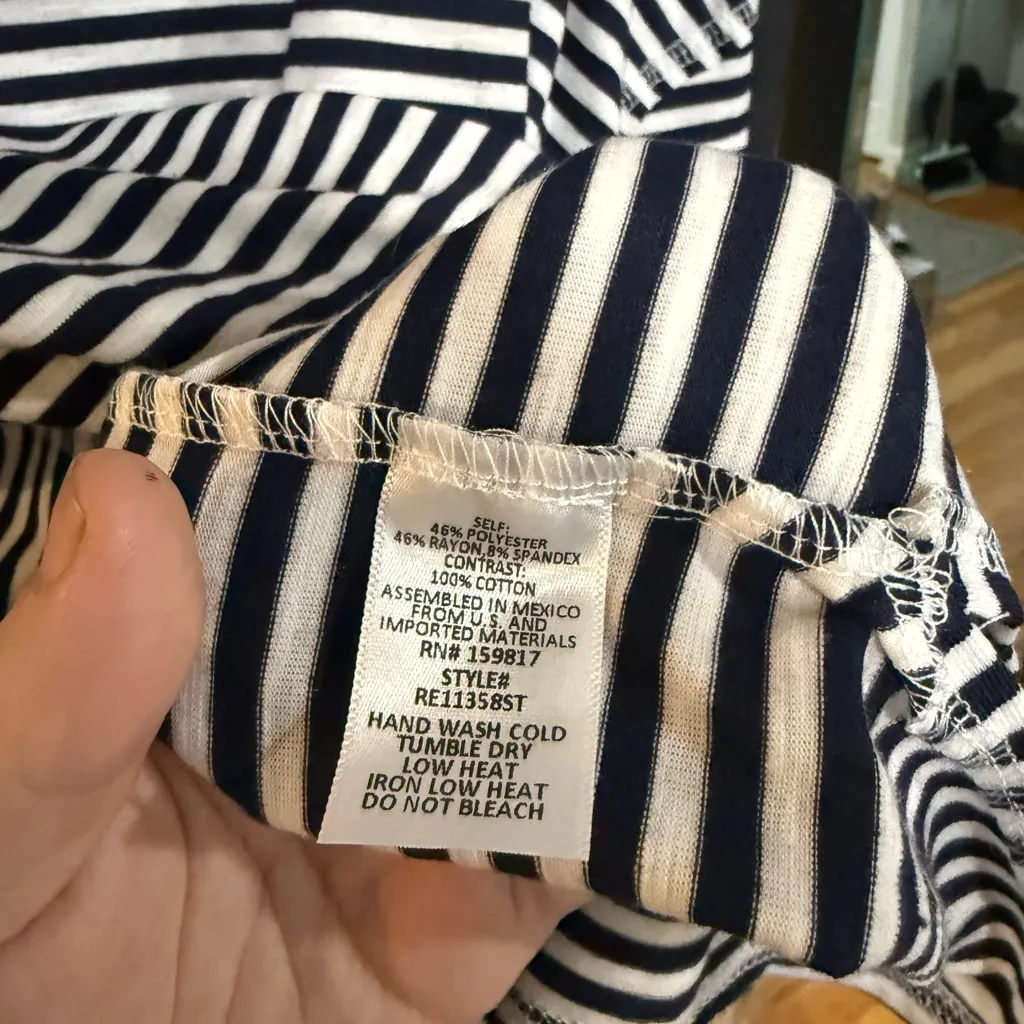 SELF:
46% POLYESTER
46% RAYON,8% SPANDEX
CONTRAST:
100% COTTON
ASSEMBLED IN MEXICO
FROM U.S. AND
IMPORTED MATERIALS
RN# 159817
STYLE#
RE11358ST
HAND WASH COLD
TUMBLE DRY
LOW HEAT
IRON LOW HEAT
DO NOT BLEACH